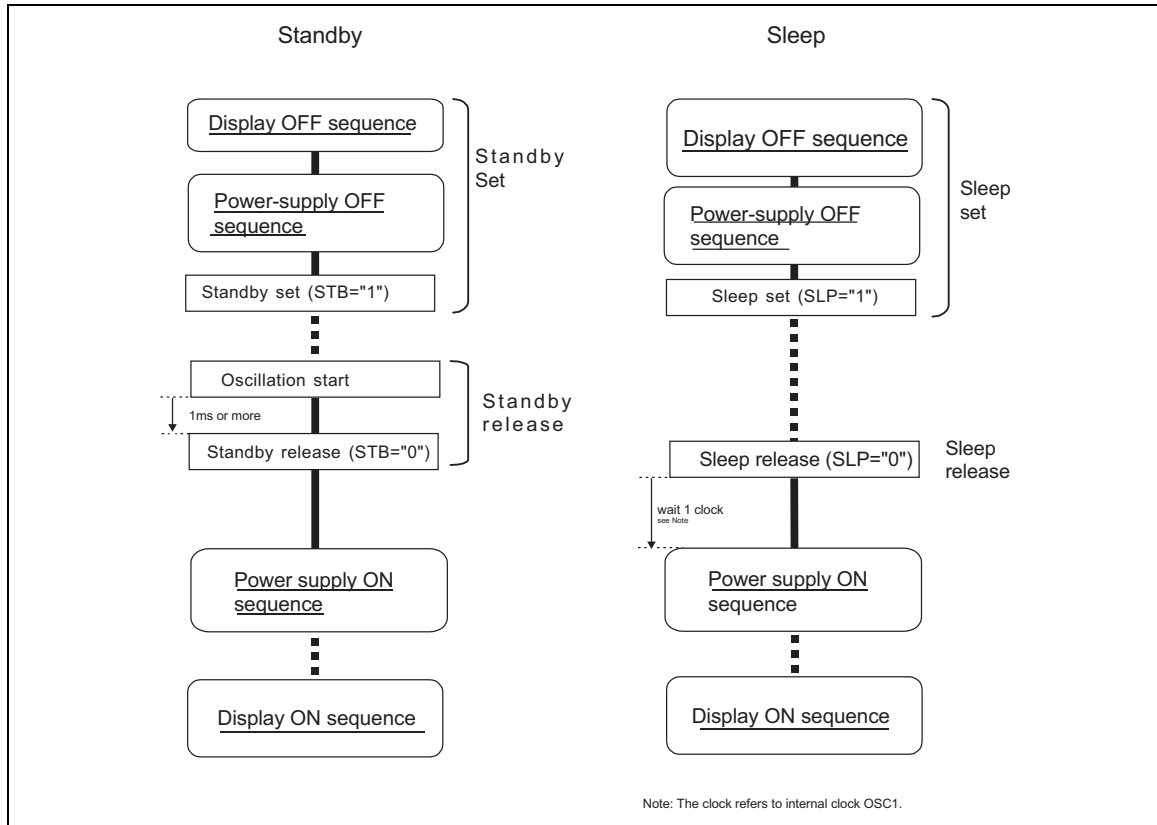 Standby
Display OFF sequence
Power-supply OFF
sequence
Standby set (STB="1")
Standby
Set
Oscillation start
1ms or more
Standby release (STB="0")
Standby
release
Power supply ON
sequence
Display ON sequence
Sleep
Display OFF sequence
Power-supply OFF
sequence
Sleep set (SLP="1")
Sleep
set
Sleep release (SLP="0")
Sleep
release
wait 1 clock
see Note
Power supply ON
sequence
Display ON sequence
Note: The clock refers to internal clock OSC1.